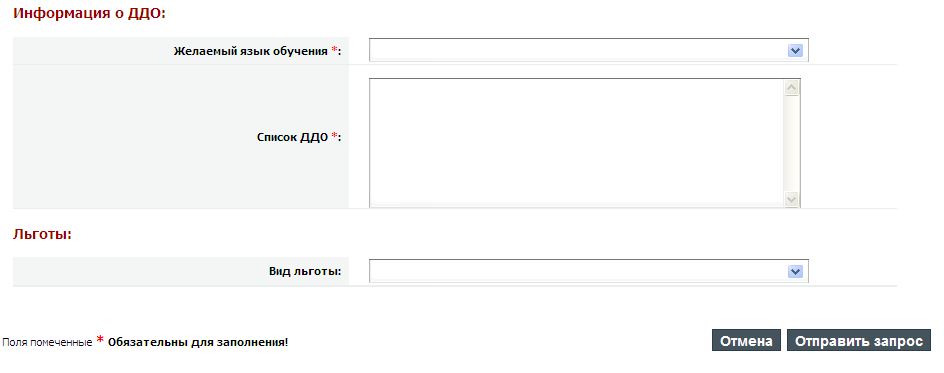 Информация о ДДО:
Желаемый язык обучения *:
Список ДДО *:
Льготы:
Вид льготы:
Поля помеченные * Обязательны для заполнения!
Отмена
Отправить запрос